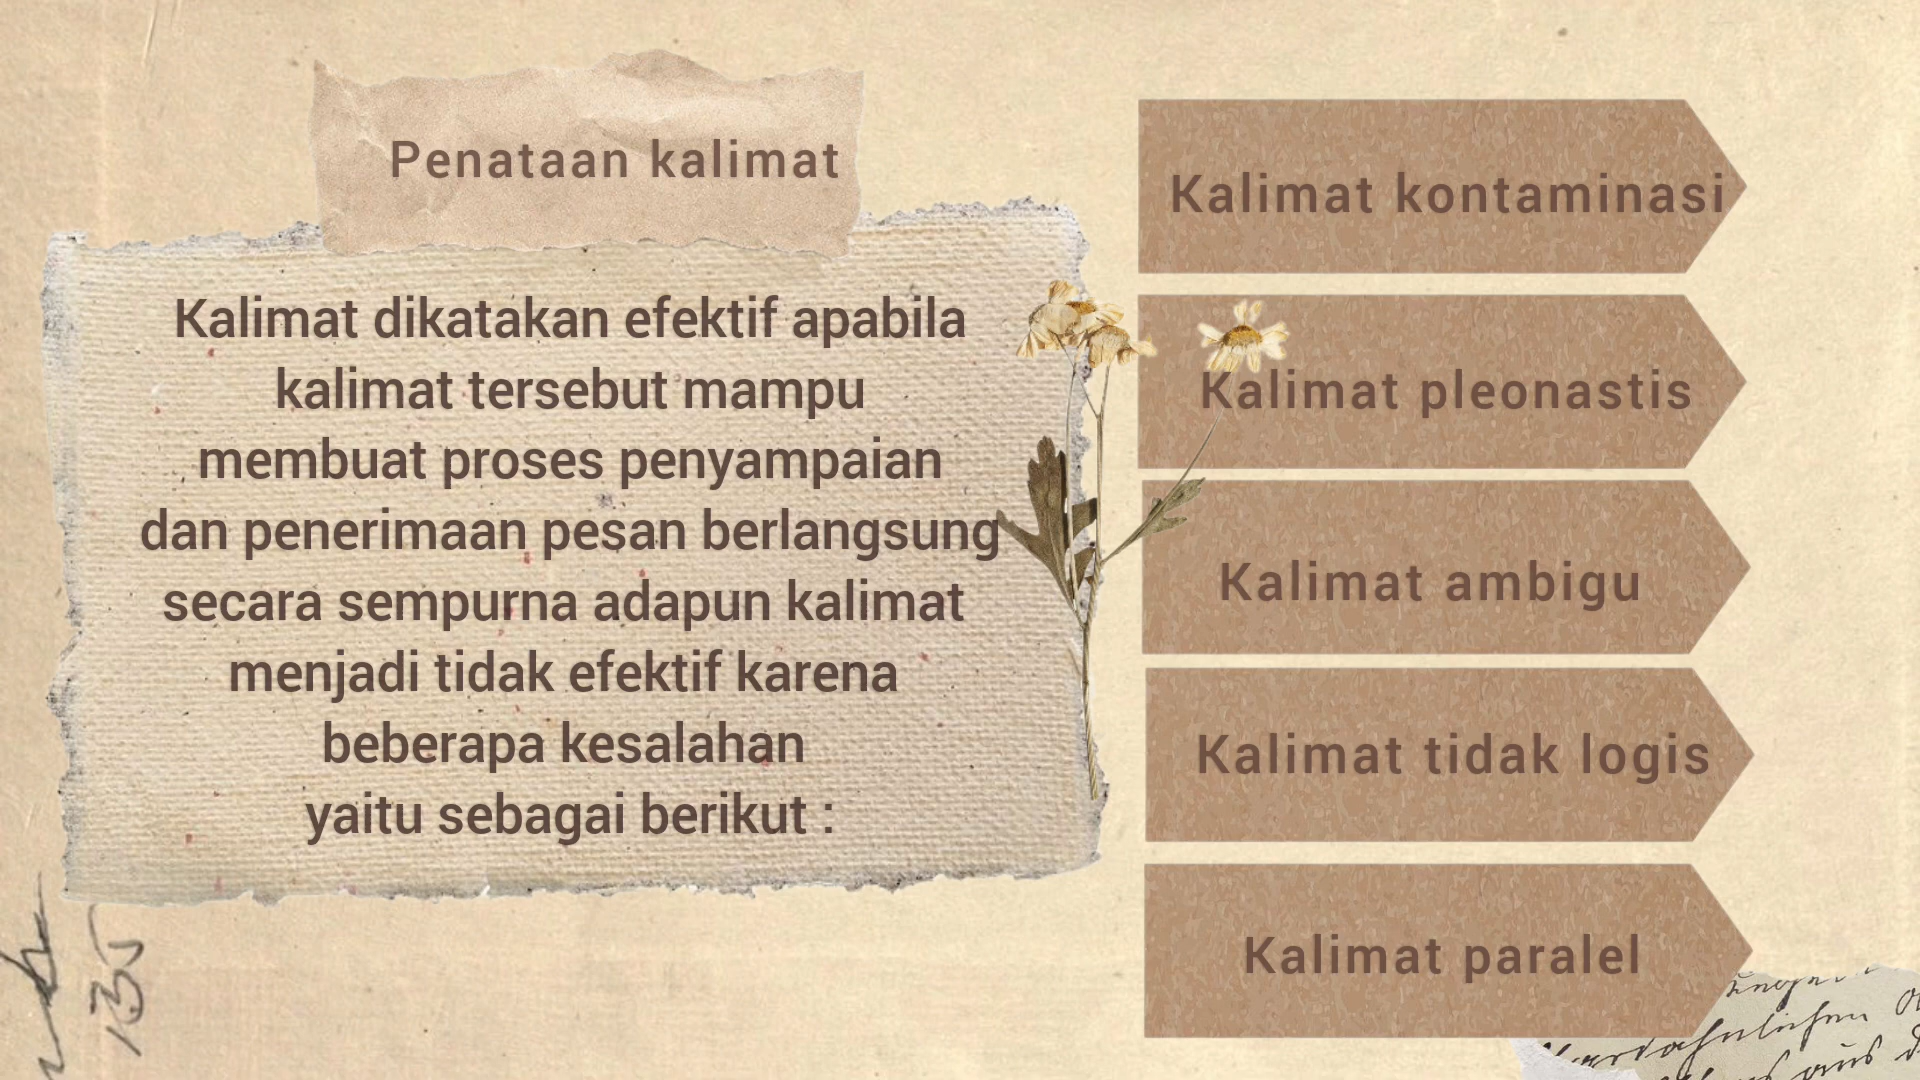 Penataan kalimat
Kalimat dikatakan efektif apabila
kalimat tersebut mampu
membuat proses penyampaian
dan penerimaan pesan berlangsung
secara sempurna adapun kalimat
menjadi tidak efektif karena
beberapa kesalahan
yaitu sebagai berikut :
Kalimat kontaminasi
Kalimat pleonastis
Kalimat ambigu
Kalimat tidak logis
Kalimat paralel